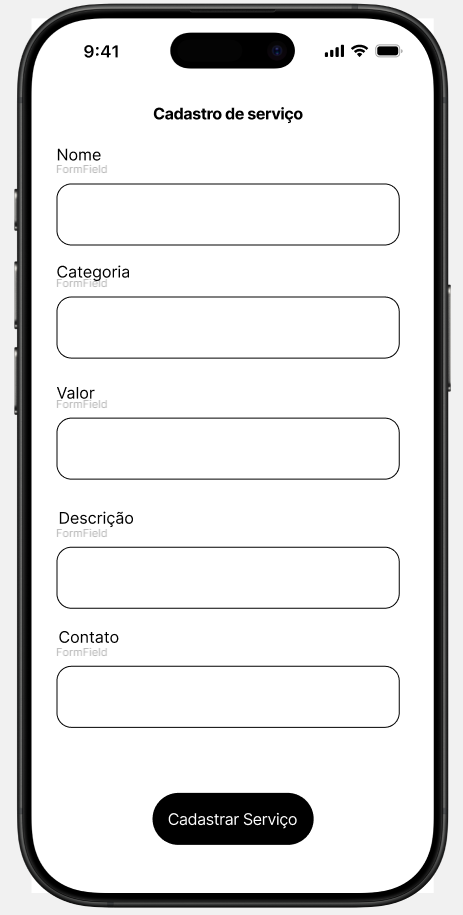 9:41
Cadastro de serviço
Nome
FormField
Categoria
FormField
Valor
FormField
Descrição
FormField
Contato
FormField
Cadastrar Serviço